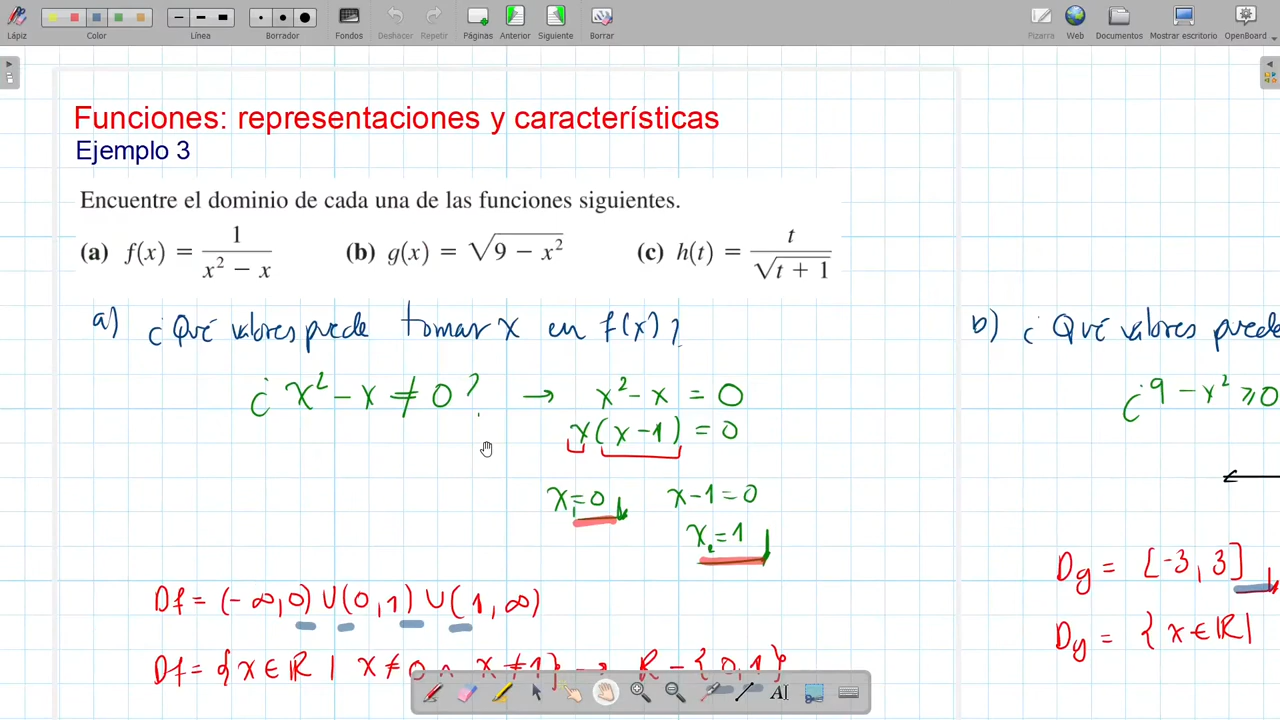 Lápiz Color Línea Borrador Fondos Deshacer Repetir Páginas Anterior Siguiente Borrar Pizarra Web Documentos Mostrar escritorio OpenBoard
Funciones: representaciones y características
Ejemplo 3
Encuentre el dominio de cada una de las funciones siguientes.
(a) f(x) = 1/(x² − x) (b) g(x) = √(9 − x²) (c) h(t) = t/√(t + 1)
a) ¿Qué valores puede tomar x en f(x)?
¿x² − x ≠ 0? → x² − x = 0
x(x − 1) = 0
x₁ = 0 x − 1 = 0
x₂ = 1
Df = (−∞, 0) ∪ (0, 1) ∪ (1, ∞)
Df = {x ∈ ℝ | x ≠ 0 ∧ x ≠ 1} → ℝ − {0, 1}
b) ¿Qué valores puede
¿9 − x² ⩾ 0
Dg = [−3, 3]
Dg = {x ∈ ℝ |
AI